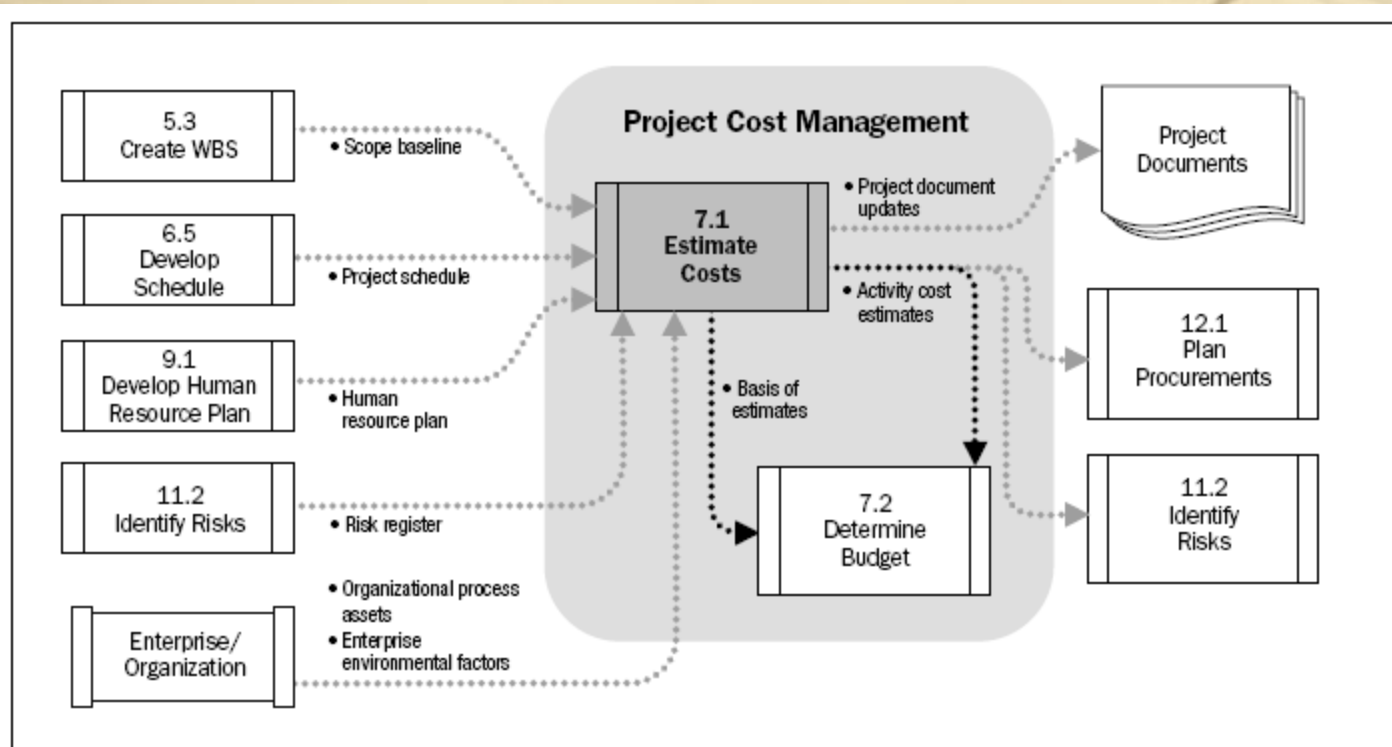 Project Cost Management
5.3
Create WBS
• Scope baseline
6.5
Develop
Schedule
• Project schedule
9.1
Develop Human
Resource Plan
• Human
resource plan
11.2
Identify Risks
• Risk register
Enterprise/
Organization
• Organizational process
assets
• Enterprise
environmental factors
7.1
Estimate
Costs
• Project document
updates
• Activity cost
estimates
• Basis of
estimates
7.2
Determine
Budget
Project
Documents
12.1
Plan
Procurements
11.2
Identify
Risks